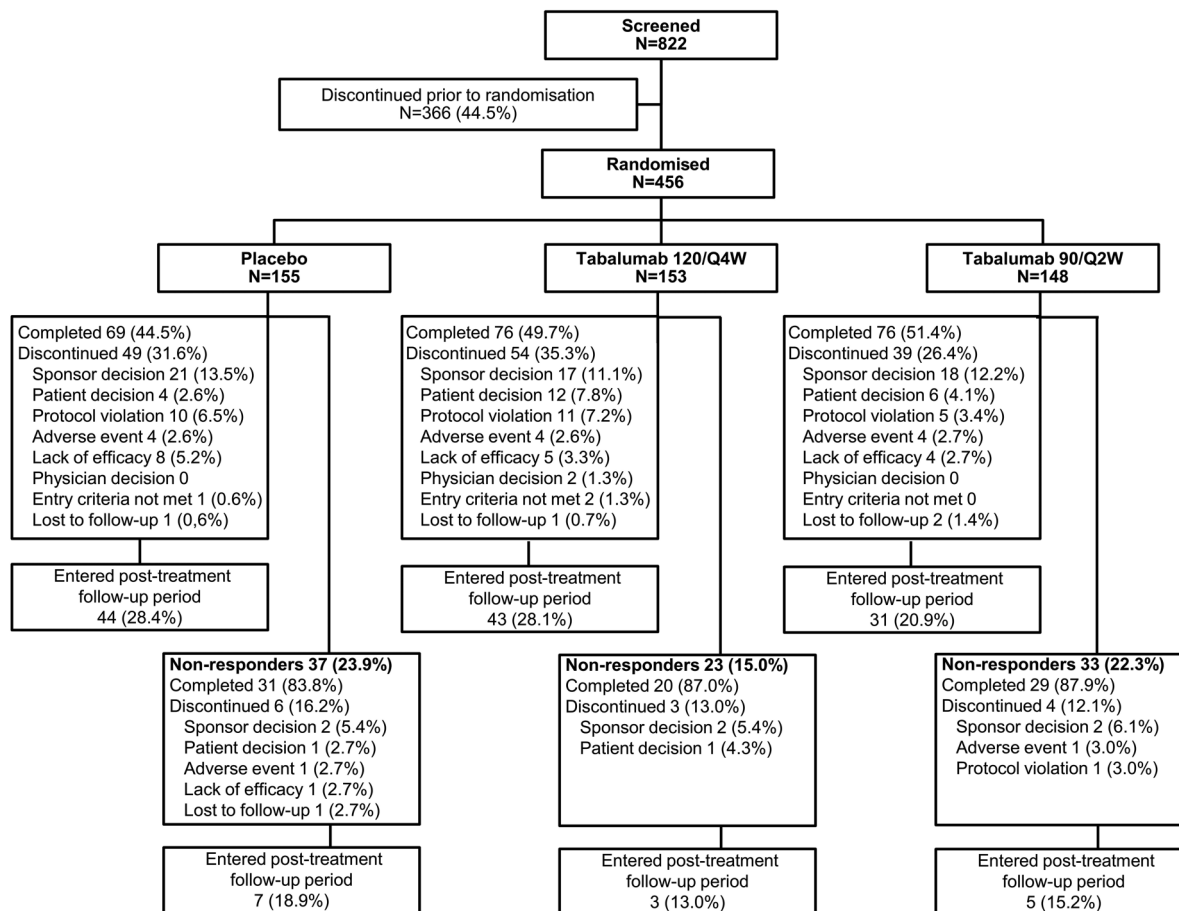 Screened
N=822
Discontinued prior to randomisation
N=366 (44.5%)
Randomised
N=456
Placebo
N=155
Tabalumab 120/Q4W
N=153
Tabalumab 90/Q2W
N=148
Completed 69 (44.5%)
Discontinued 49 (31.6%)
Sponsor decision 21 (13.5%)
Patient decision 4 (2.6%)
Protocol violation 10 (6.5%)
Adverse event 4 (2.6%)
Lack of efficacy 8 (5.2%)
Physician decision 0
Entry criteria not met 1 (0.6%)
Lost to follow-up 1 (0,6%)
Completed 76 (49.7%)
Discontinued 54 (35.3%)
Sponsor decision 17 (11.1%)
Patient decision 12 (7.8%)
Protocol violation 11 (7.2%)
Adverse event 4 (2.6%)
Lack of efficacy 5 (3.3%)
Physician decision 2 (1.3%)
Entry criteria not met 2 (1.3%)
Lost to follow-up 1 (0.7%)
Completed 76 (51.4%)
Discontinued 39 (26.4%)
Sponsor decision 18 (12.2%)
Patient decision 6 (4.1%)
Protocol violation 5 (3.4%)
Adverse event 4 (2.7%)
Lack of efficacy 4 (2.7%)
Physician decision 0
Entry criteria not met 0
Lost to follow-up 2 (1.4%)
Entered post-treatment
follow-up period
44 (28.4%)
Entered post-treatment
follow-up period
43 (28.1%)
Entered post-treatment
follow-up period
31 (20.9%)
Non-responders 37 (23.9%)
Completed 31 (83.8%)
Discontinued 6 (16.2%)
Sponsor decision 2 (5.4%)
Patient decision 1 (2.7%)
Adverse event 1 (2.7%)
Lack of efficacy 1 (2.7%)
Lost to follow-up 1 (2.7%)
Non-responders 23 (15.0%)
Completed 20 (87.0%)
Discontinued 3 (13.0%)
Sponsor decision 2 (5.4%)
Patient decision 1 (4.3%)
Non-responders 33 (22.3%)
Completed 29 (87.9%)
Discontinued 4 (12.1%)
Sponsor decision 2 (6.1%)
Adverse event 1 (3.0%)
Protocol violation 1 (3.0%)
Entered post-treatment
follow-up period
7 (18.9%)
Entered post-treatment
follow-up period
3 (13.0%)
Entered post-treatment
follow-up period
5 (15.2%)